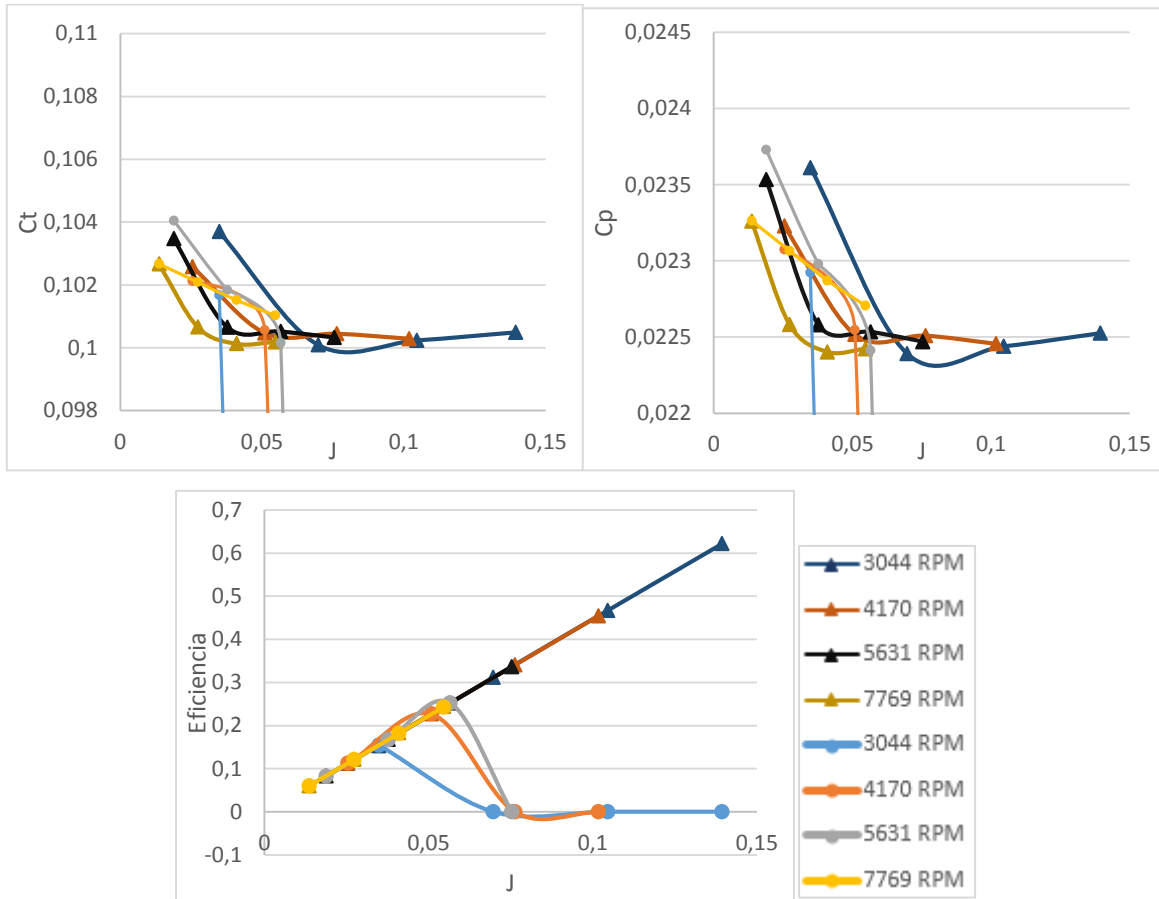 0,11
0,108
0,106
0,104
0,102
0,1
0,098
Ct
0 0,05 0,1 0,15
J
0,0245
0,024
0,0235
0,023
0,0225
0,022
Cp
0 0,05 0,1 0,15
J
0,7
0,6
0,5
0,4
0,3
0,2
0,1
0
-0,1
Eficiencia
0 0,05 0,1 0,15
J
3044 RPM
4170 RPM
5631 RPM
7769 RPM
3044 RPM
4170 RPM
5631 RPM
7769 RPM